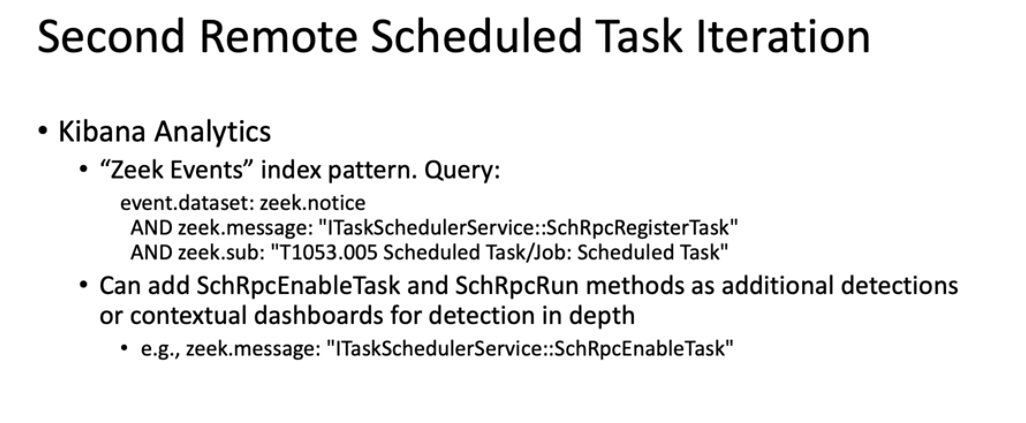 Second Remote Scheduled Task Iteration
• Kibana Analytics
• “Zeek Events” index pattern. Query:
event.dataset: zeek.notice
AND zeek.message: "ITaskSchedulerService::SchRpcRegisterTask"
AND zeek.sub: "T1053.005 Scheduled Task/Job: Scheduled Task"
• Can add SchRpcEnableTask and SchRpcRun methods as additional detections
or contextual dashboards for detection in depth
• e.g., zeek.message: "ITaskSchedulerService::SchRpcEnableTask"